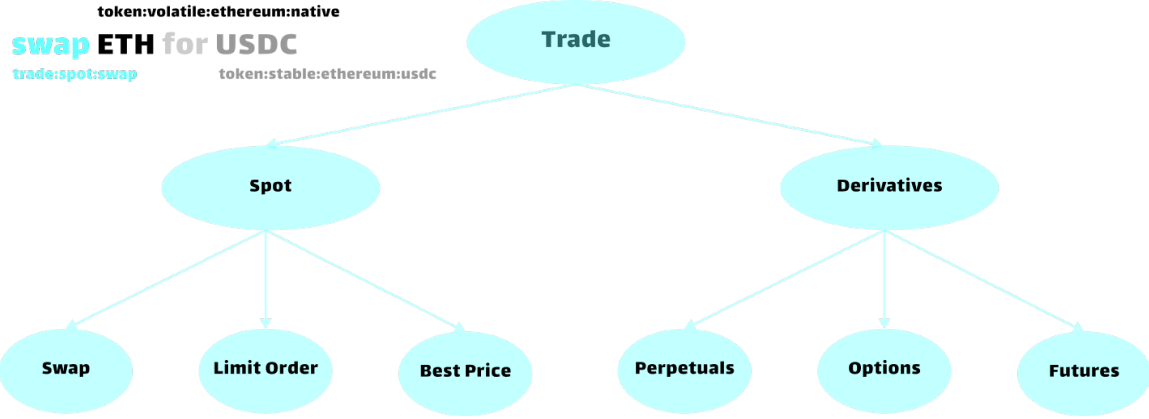 token:volatile:ethereum:native
swap ETH for USDC
trade:spot:swap token:stable:ethereum:usdc
Trade
Spot Derivatives
Swap Limit Order Best Price Perpetuals Options Futures